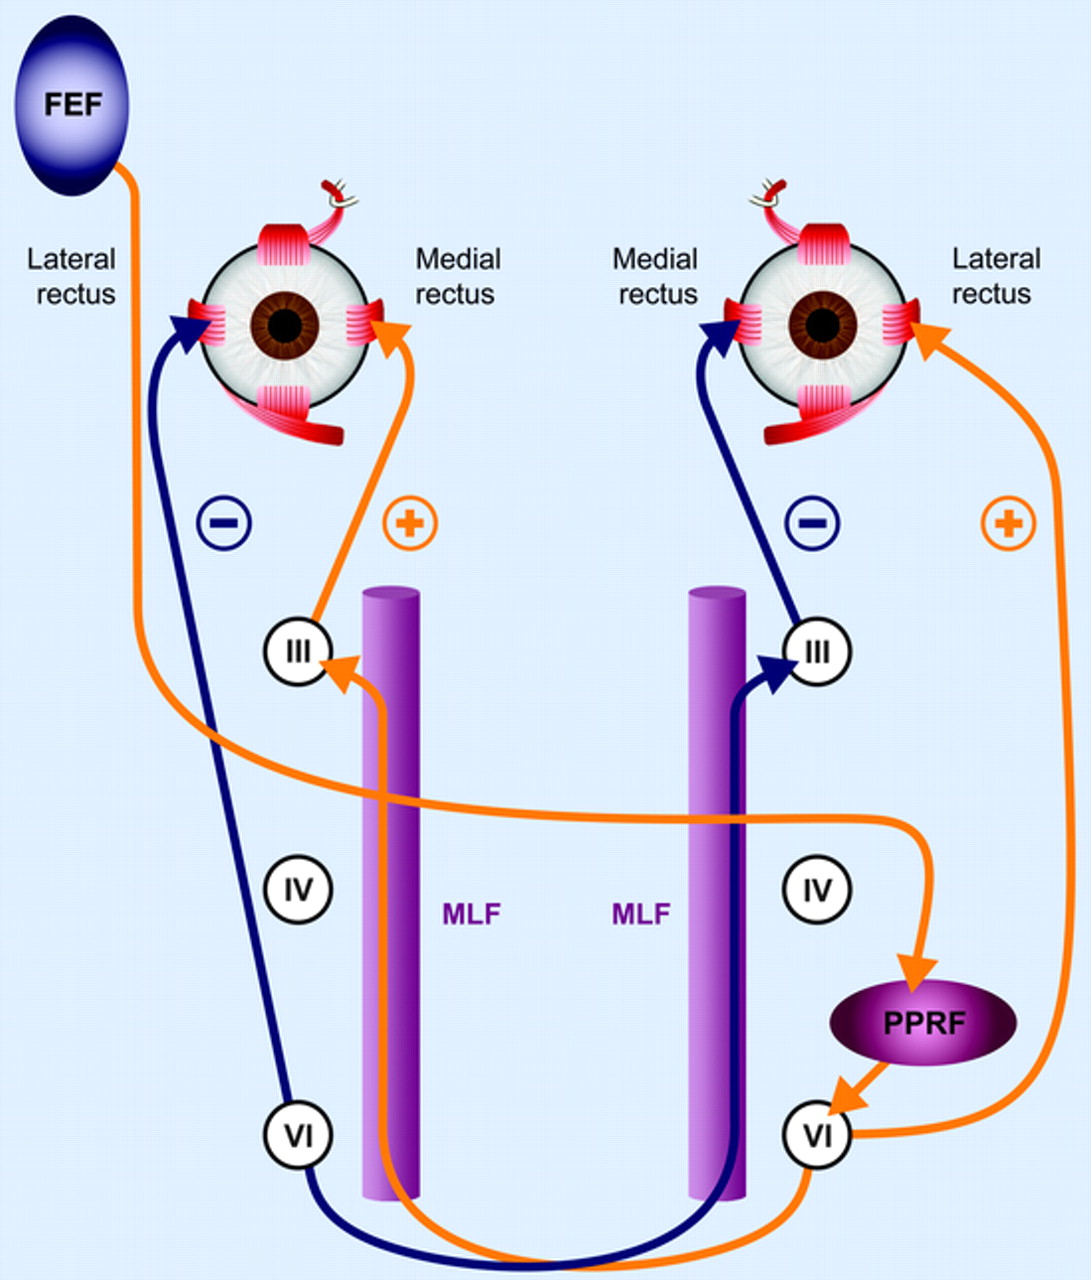 FEF
Lateral
rectus
Medial
rectus
Medial
rectus
Lateral
rectus
−
+
−
+
III
III
IV
IV
MLF
MLF
PPRF
VI
VI